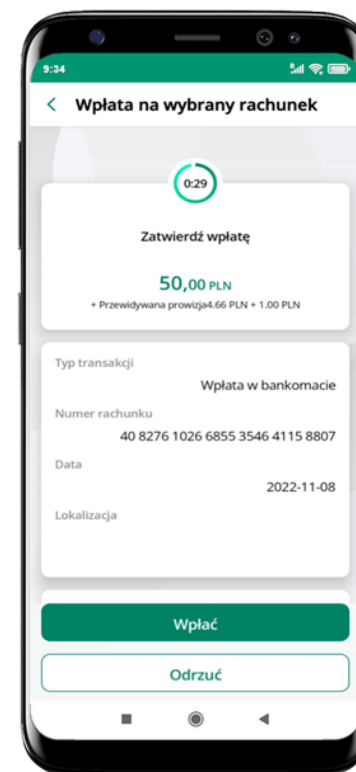 9:34
Wpłata na wybrany rachunek
0:29
Zatwierdź wpłatę
50,00 PLN
+ Przewidywana prowizja4.66 PLN + 1.00 PLN
Typ transakcji
Wpłata w bankomacie
Numer rachunku
40 8276 1026 6855 3546 4115 8807
Data
2022-11-08
Lokalizacja
Wpłać
Odrzuć